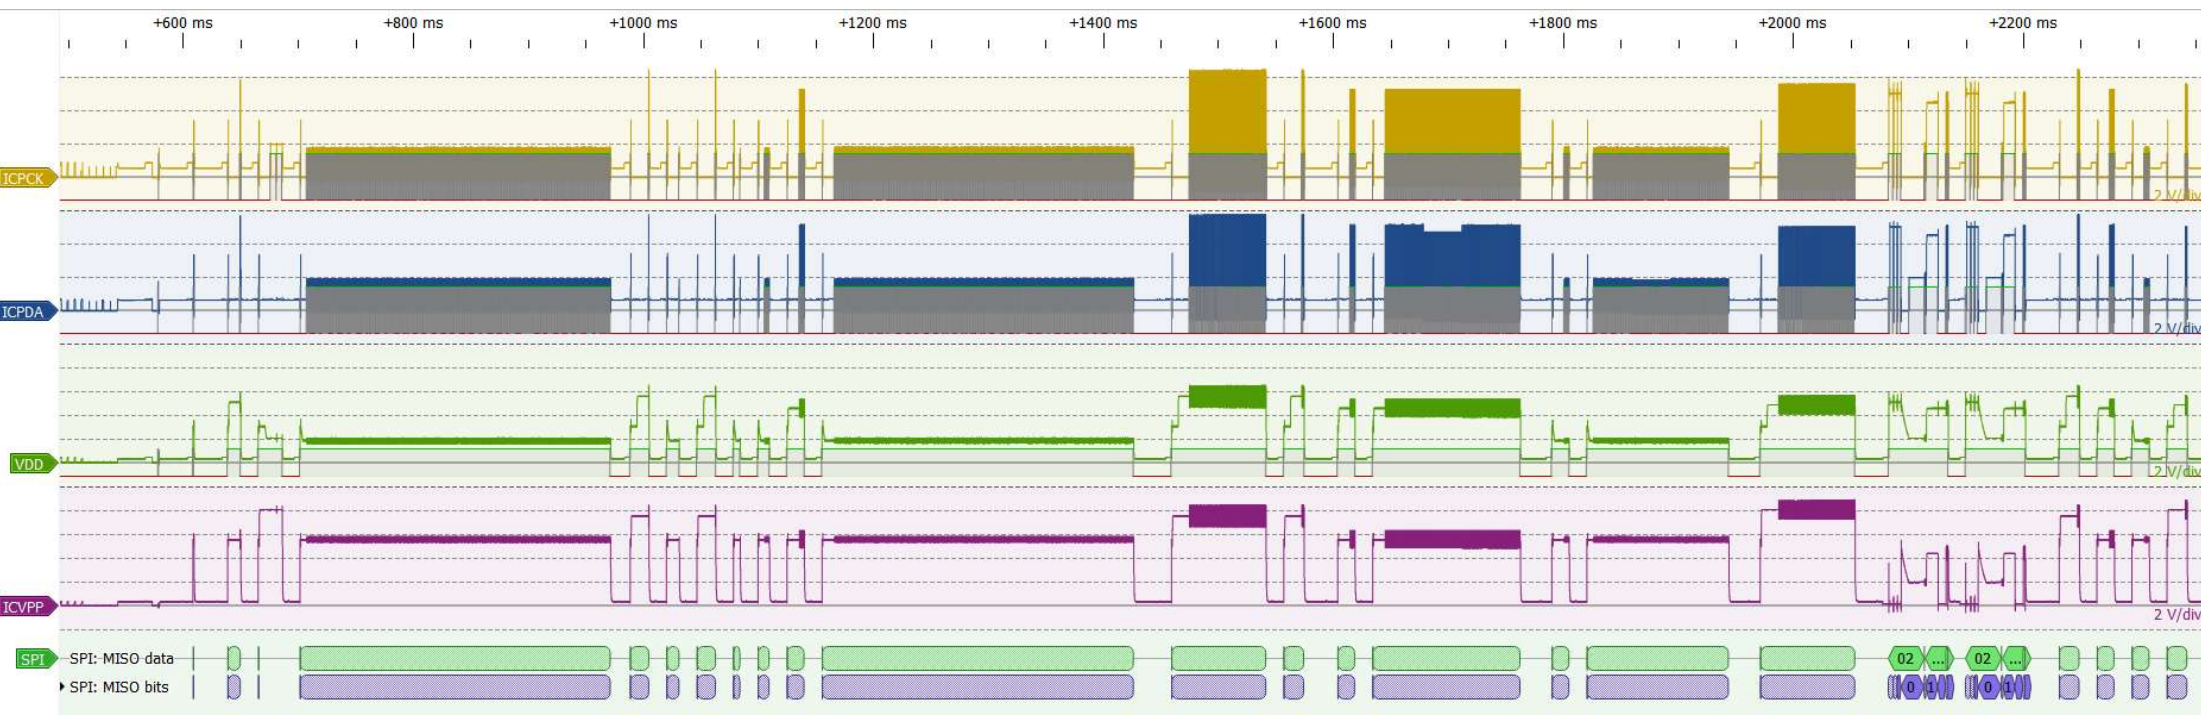 +600 ms +800 ms +1000 ms +1200 ms +1400 ms +1600 ms +1800 ms +2000 ms +2200 ms
ICPCK
2 V/div
ICPDA
2 V/div
VDD
2 V/div
ICVPP
2 V/div
SPI SPI: MISO data 02 ... 02 ...
SPI: MISO bits 0 1 0 1